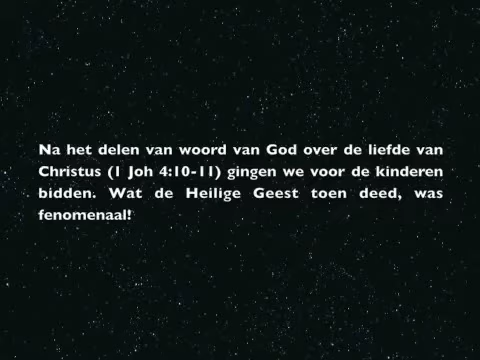 Na het delen van woord van God over de liefde van
Christus (1 Joh 4:10-11) gingen we voor de kinderen
bidden. Wat de Heilige Geest toen deed, was
fenomenaal!